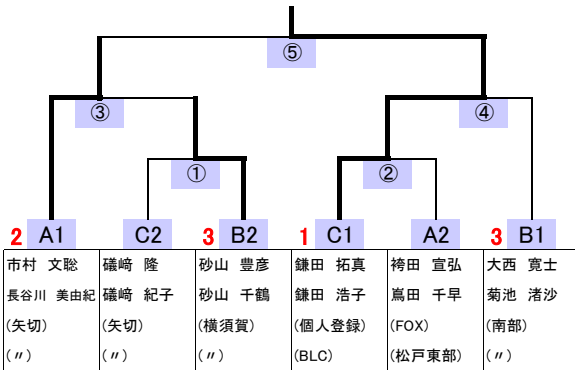 ⑤
③
④
①
②
2 A1 C2 3 B2 1 C1 A2 3 B1
市村 文聡 礒﨑 隆 砂山 豊彦 鎌田 拓真 袴田 宣弘 大西 寛士
長谷川 美由紀 礒﨑 紀子 砂山 千鶴 鎌田 浩子 嶌田 千早 菊池 渚沙
(矢切) (矢切) (横須賀) (個人登録) (FOX) (南部)
(〃) (〃) (〃) (BLC) (松戸東部) (〃)